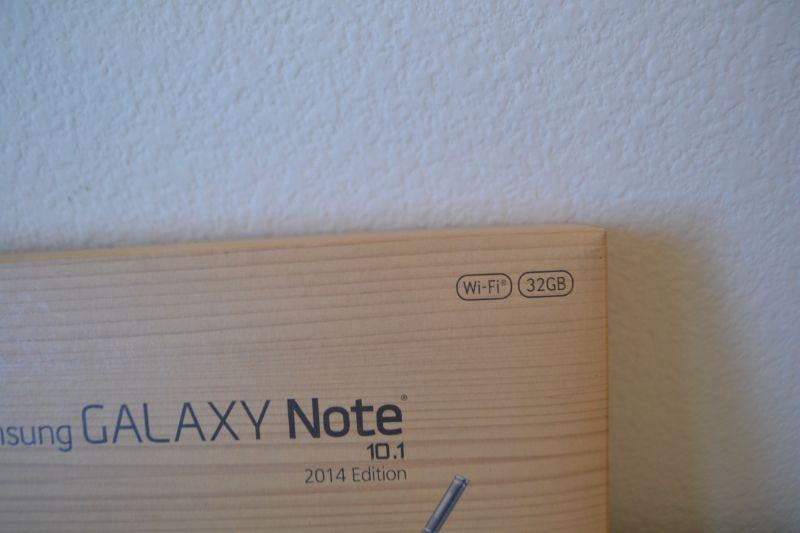 Wi-Fi® 32GB
nsung GALAXY Note®
10.1
2014 Edition